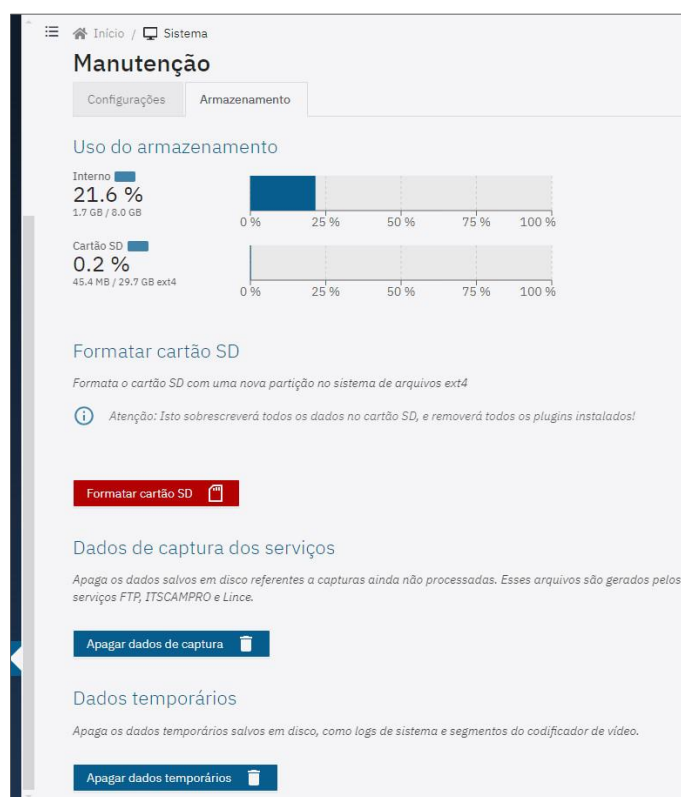 Início / Sistema
Manutenção
Configurações Armazenamento
Uso do armazenamento
Interno
21.6 %
1.7 GB / 8.0 GB
0 % 25 % 50 % 75 % 100 %
Cartão SD
0.2 %
45.4 MB / 29.7 GB ext4
0 % 25 % 50 % 75 % 100 %
Formatar cartão SD
Formata o cartão SD com uma nova partição no sistema de arquivos ext4
Atenção: Isto sobrescreverá todos os dados no cartão SD, e removerá todos os plugins instalados!
Formatar cartão SD
Dados de captura dos serviços
Apaga os dados salvos em disco referentes a capturas ainda não processadas. Esses arquivos são gerados pelos
serviços FTP, ITSCAMPRO e Lince.
Apagar dados de captura
Dados temporários
Apaga os dados temporários salvos em disco, como logs de sistema e segmentos do codificador de vídeo.
Apagar dados temporários